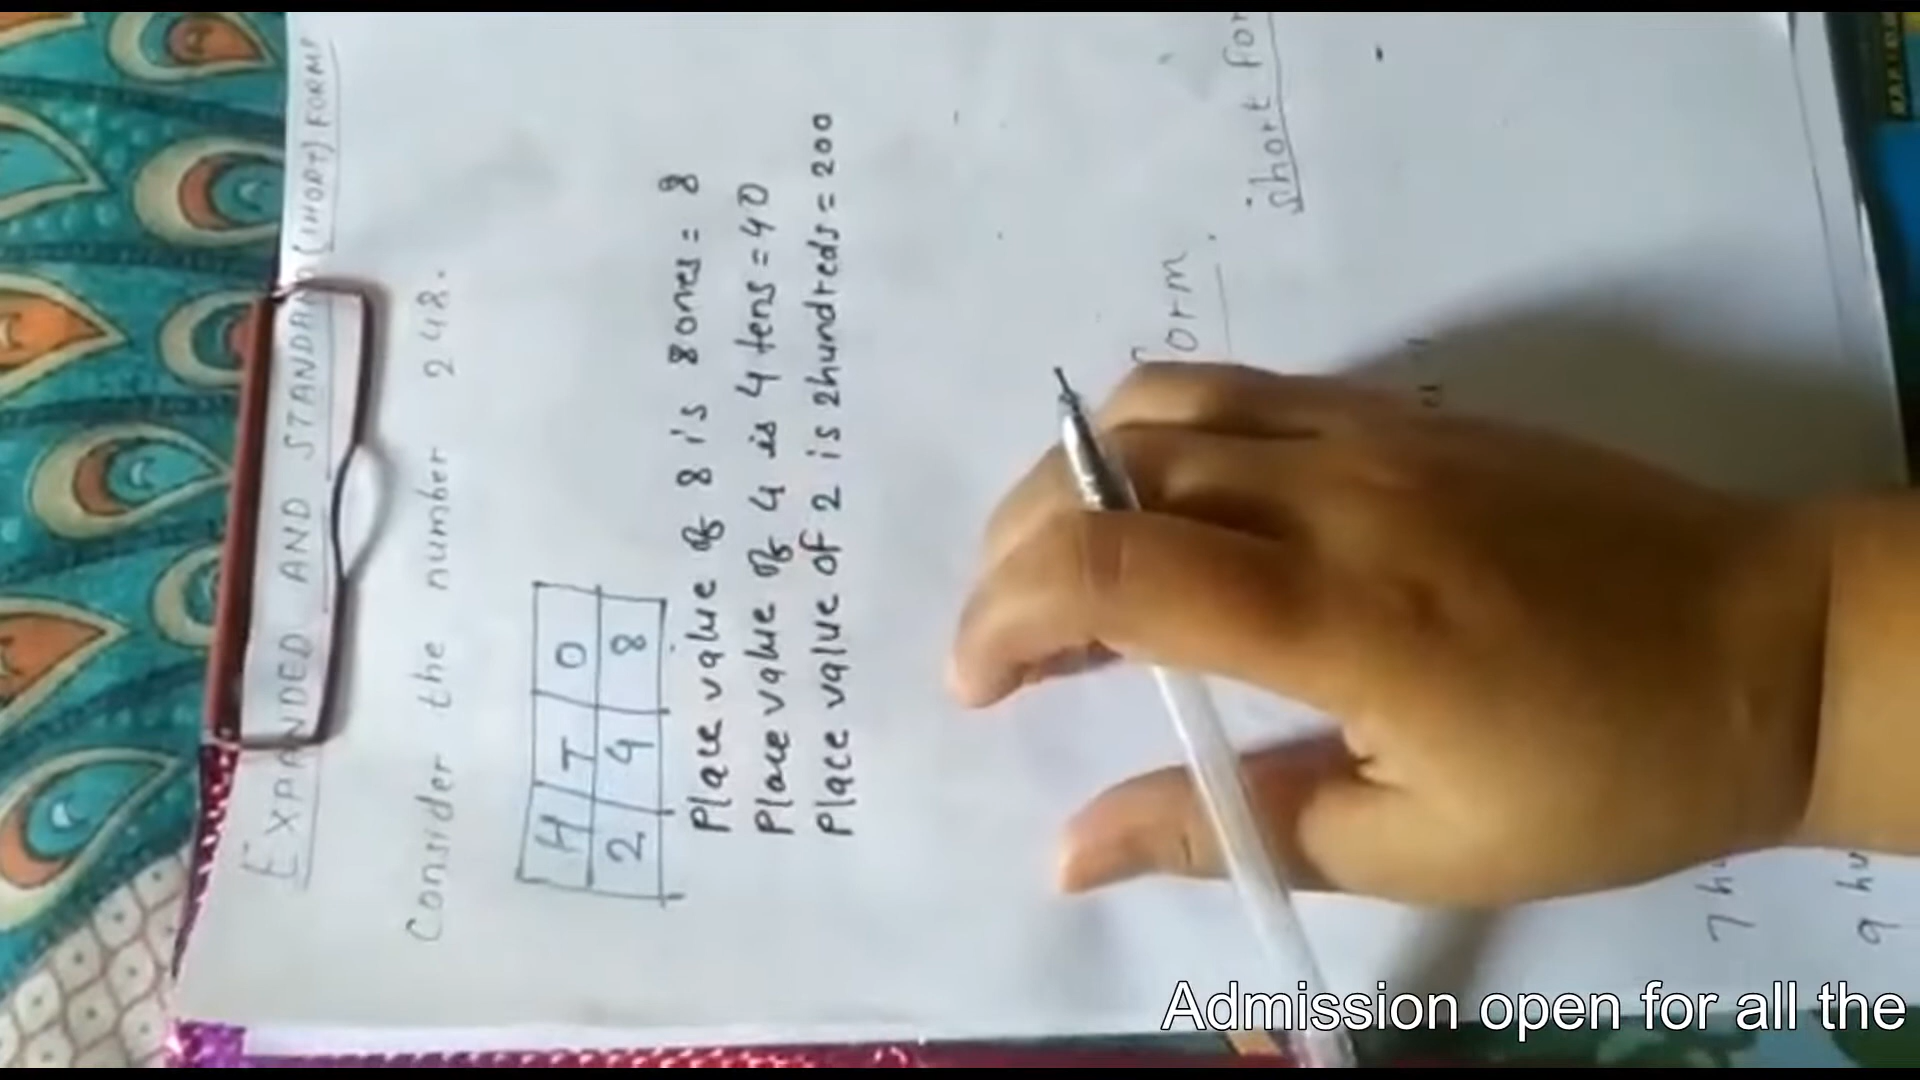 EXPANDED AND STANDARD (SHORT) FORM
Consider the number 248.
H T O
2 4 8
Place value of 8 is 8 ones = 8
Place value of 4 is 4 tens = 40
Place value of 2 is 2 hundreds = 200
short
7
9
Admission open for all the